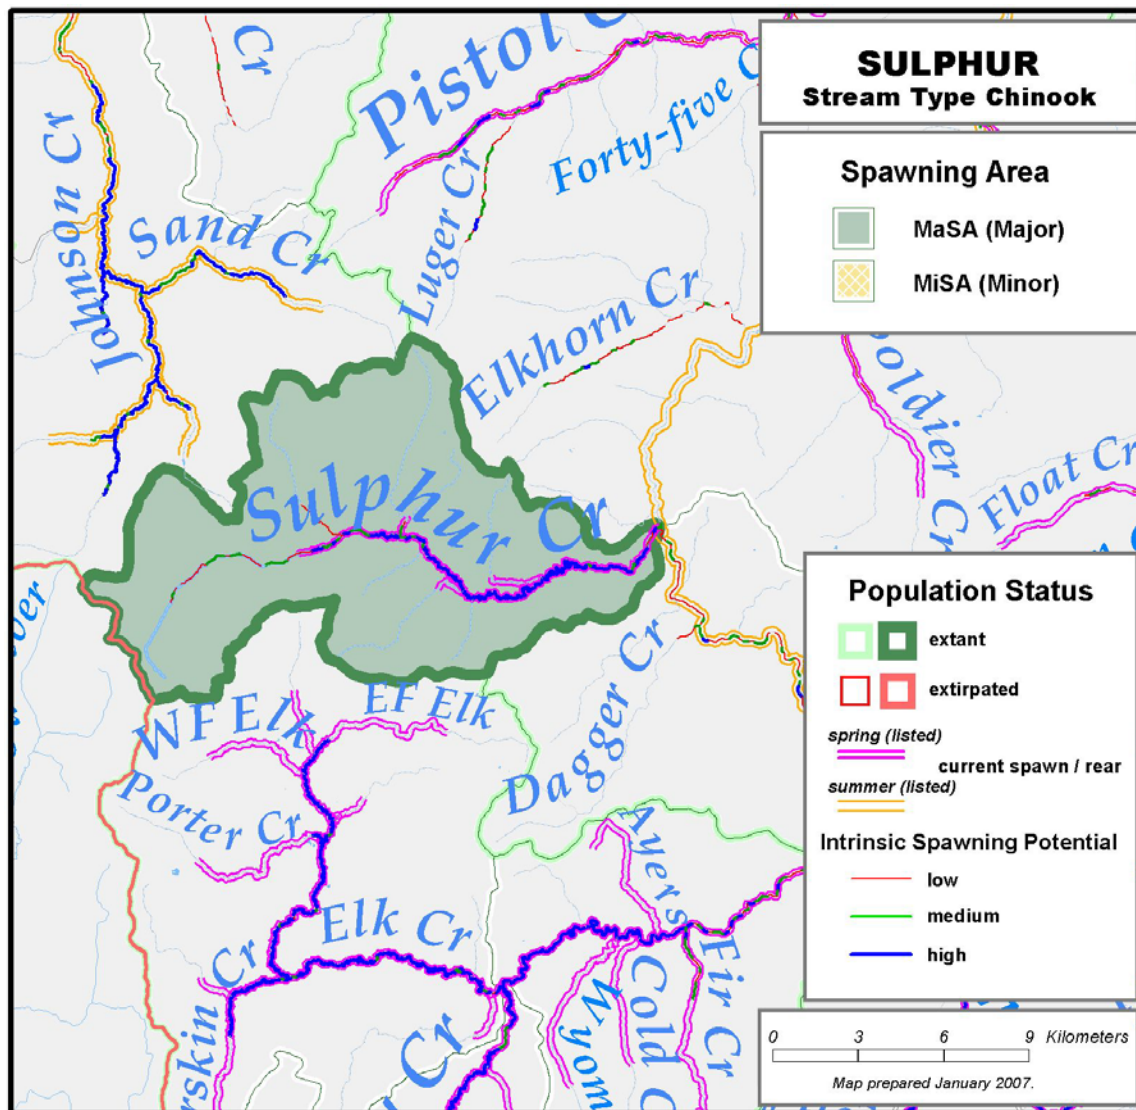 Cr
Pistol
SULPHUR
Stream Type Chinook
Forty-five
Johnson Cr
Spawning Area
MaSA (Major)
MiSA (Minor)
Sand Cr
Luger Cr
Elkhorn Cr
Cr
Float Cr
Sulphur Cr
Population Status
extant
extirpated
spring (listed)
current spawn / rear
summer (listed)
Intrinsic Spawning Potential
low
medium
high
WF Elk
EF Elk
Dagger Cr
Porter Cr
Ayers
Elk Cr
Fir Cr
Cold
Cr
Cr
0 3 6 9 Kilometers
Map prepared January 2007.